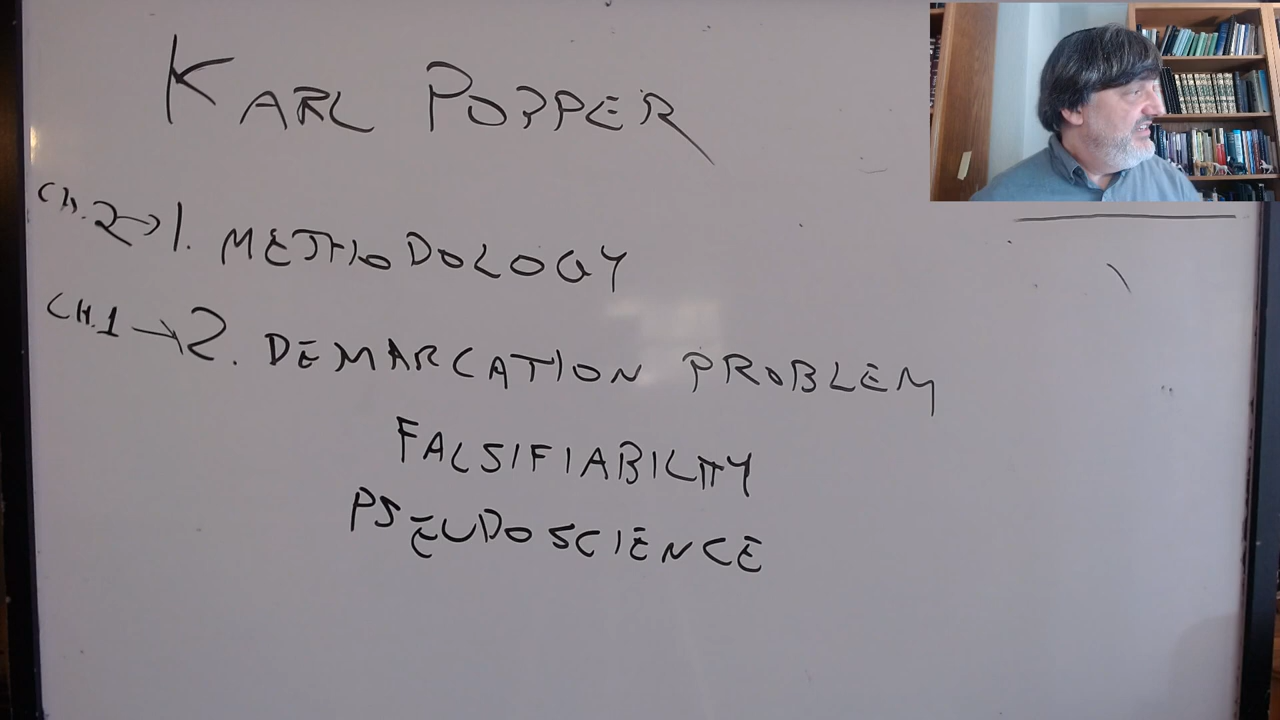 KARL POPPER
CH.2→1. METHODOLOGY
CH.1→2. DEMARCATION PROBLEM
FALSIFIABILITY
PSEUDOSCIENCE